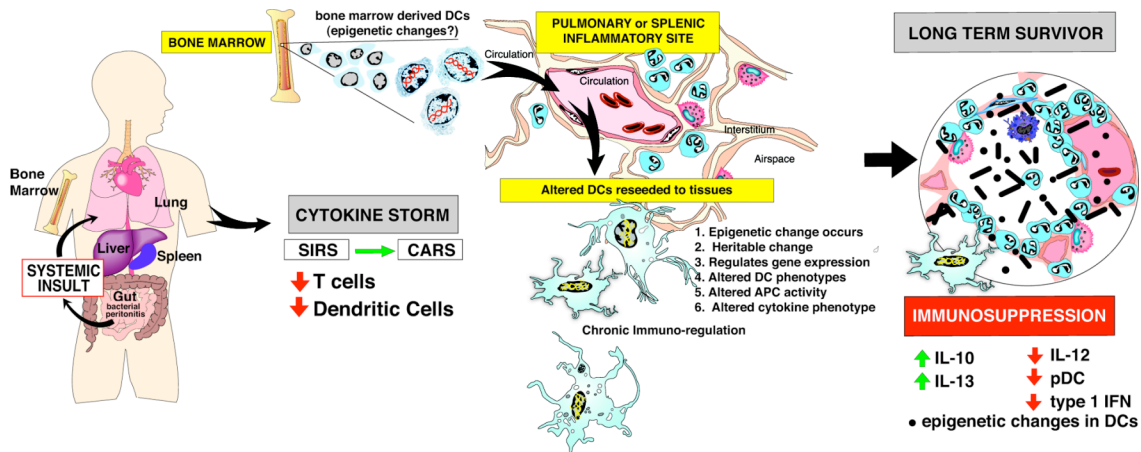 Bone
Marrow
Lung
Liver
Spleen
SYSTEMIC
INSULT
Gut
bacterial
peritonitis
BONE MARROW
bone marrow derived DCs
(epigenetic changes?)
CYTOKINE STORM
SIRS
CARS
T cells
Dendritic Cells
PULMONARY or SPLENIC
INFLAMMATORY SITE
Circulation
Circulation
Interstitium
Airspace
Altered DCs reseeded to tissues
1. Epigenetic change occurs
2. Heritable change
3. Regulates gene expression
4. Altered DC phenotypes
5. Altered APC activity
6. Altered cytokine phenotype
Chronic Immuno-regulation
LONG TERM SURVIVOR
IMMUNOSUPPRESSION
IL-10
IL-13
IL-12
pDC
type 1 IFN
• epigenetic changes in DCs